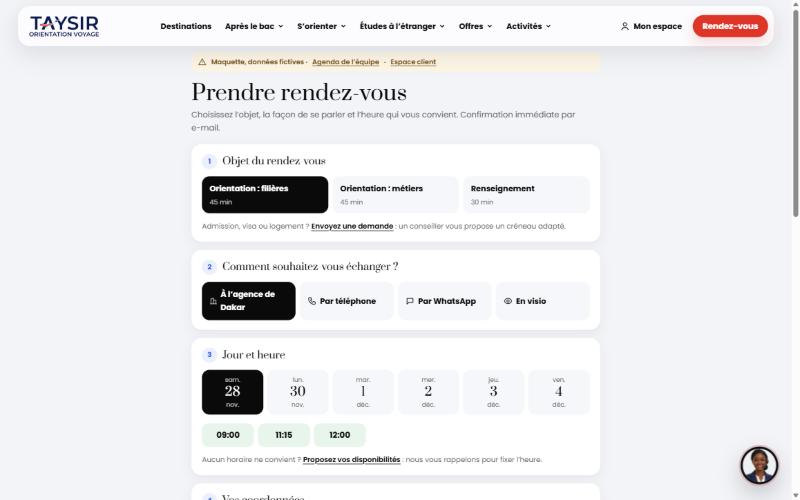 TAYSIR
ORIENTATION VOYAGE
Destinations
Après le bac
S'orienter
Études à l'étranger
Offres
Activités
Mon espace
Rendez-vous
Maquette, données fictives · Agenda de l'équipe · Espace client
Prendre rendez-vous
Choisissez l'objet, la façon de se parler et l'heure qui vous convient. Confirmation immédiate par
e-mail.
1 Objet du rendez-vous
Orientation : filières
45 min
Orientation : métiers
45 min
Renseignement
30 min
Admission, visa ou logement ? Envoyez une demande : un conseiller vous propose un créneau adapté.
2 Comment souhaitez-vous échanger ?
À l'agence de
Dakar
Par téléphone
Par WhatsApp
En visio
3 Jour et heure
sam.
28
nov.
lun.
30
nov.
mar.
1
déc.
mer.
2
déc.
jeu.
3
déc.
ven.
4
déc.
09:00
11:15
12:00
Aucun horaire ne convient ? Proposez vos disponibilités : nous vous rappelons pour fixer l'heure.
Vos coordonnées